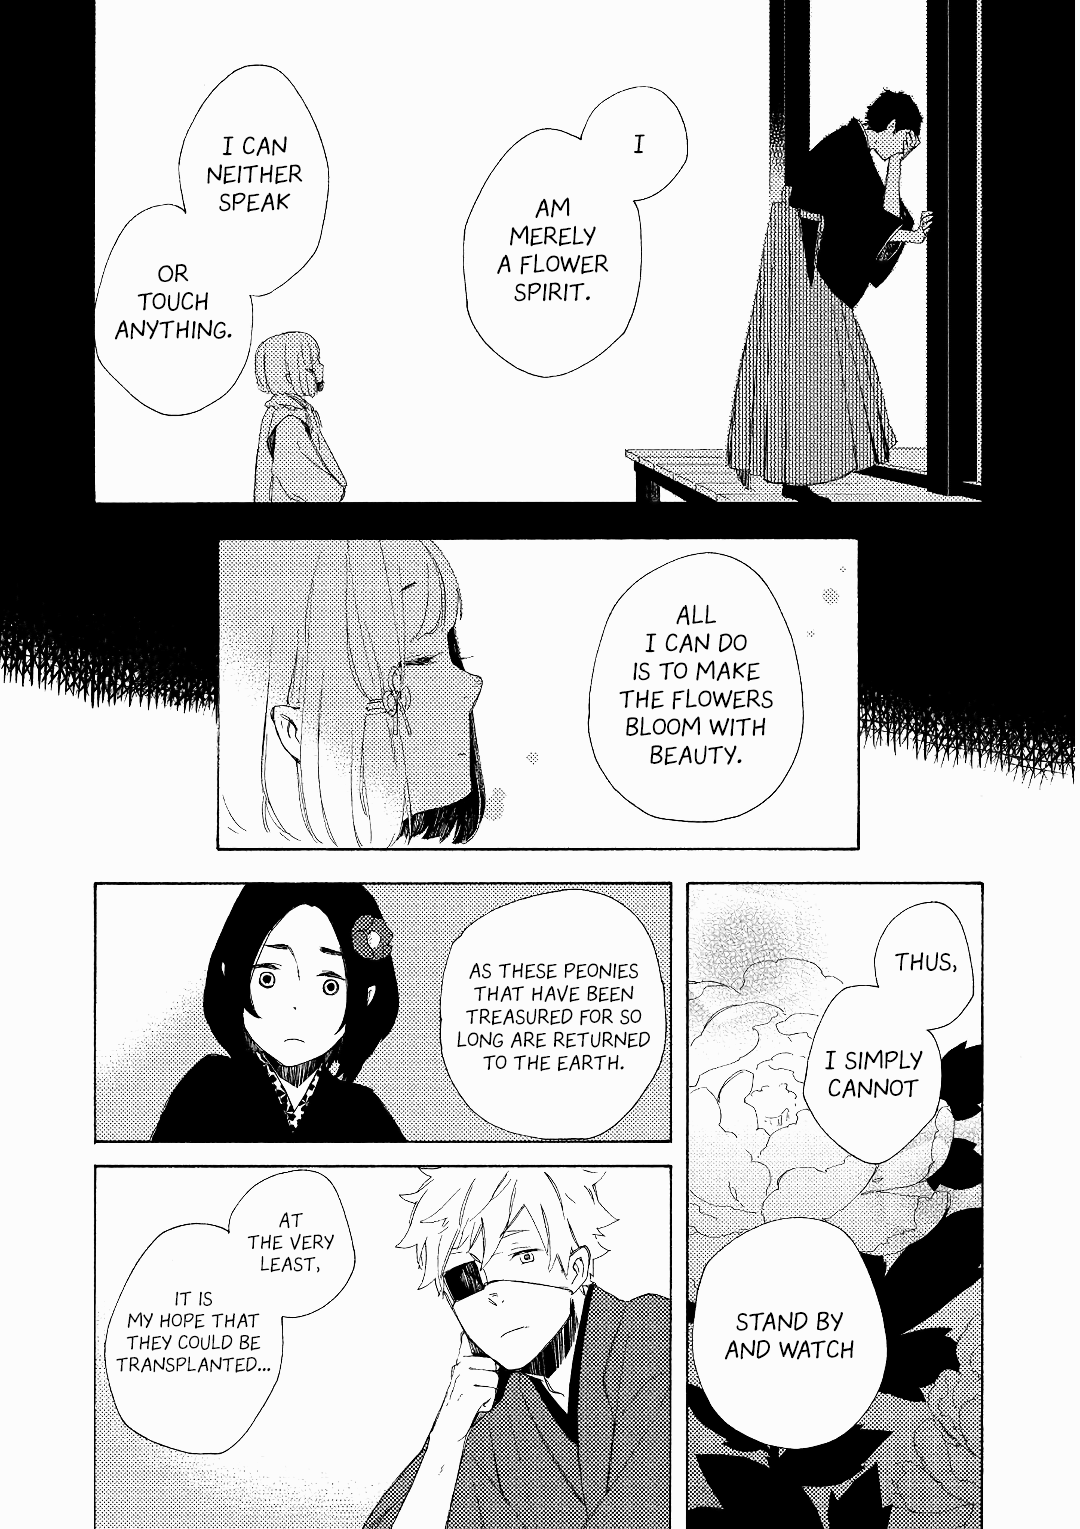 I
AM
MERELY
A FLOWER
SPIRIT.
I CAN
NEITHER
SPEAK
OR
TOUCH
ANYTHING.
ALL
I CAN DO
IS TO MAKE
THE FLOWERS
BLOOM WITH
BEAUTY.
THUS,
I SIMPLY
CANNOT
STAND BY
AND WATCH
AS THESE PEONIES
THAT HAVE BEEN
TREASURED FOR SO
LONG ARE RETURNED
TO THE EARTH.
AT
THE VERY
LEAST,
IT IS
MY HOPE THAT
THEY COULD BE
TRANSPLANTED...